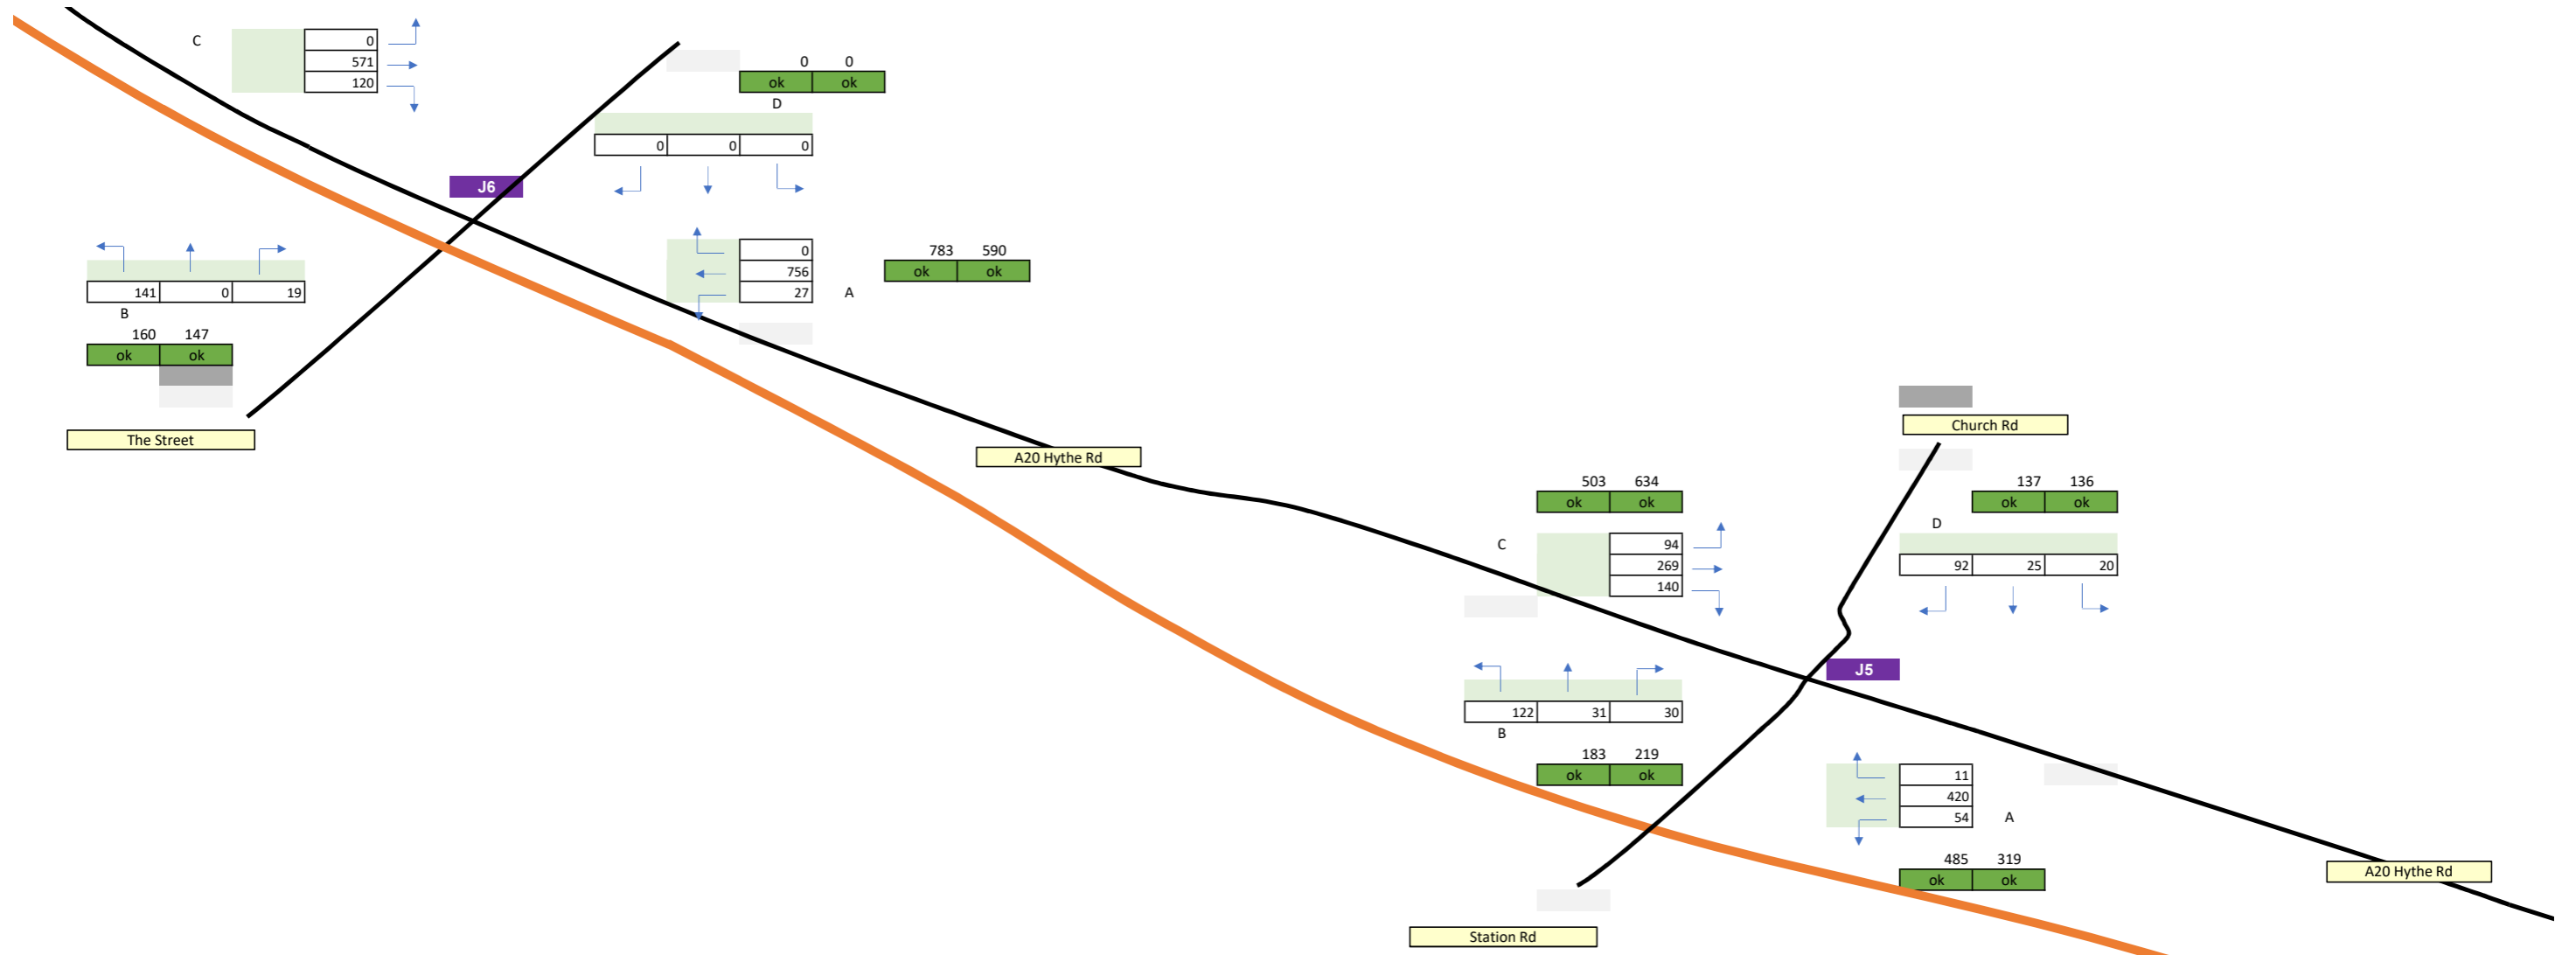 C
0
571
120
0 0
ok ok
D
0 0 0
J6
0
756
27 A
783 590
ok ok
141 0 19
B
160 147
ok ok
The Street
A20 Hythe Rd
Church Rd
503 634
ok ok
137 136
ok ok
C
94
269
140
D
92 25 20
J5
122 31 30
B
183 219
ok ok
11
420
54 A
485 319
ok ok
A20 Hythe Rd
Station Rd